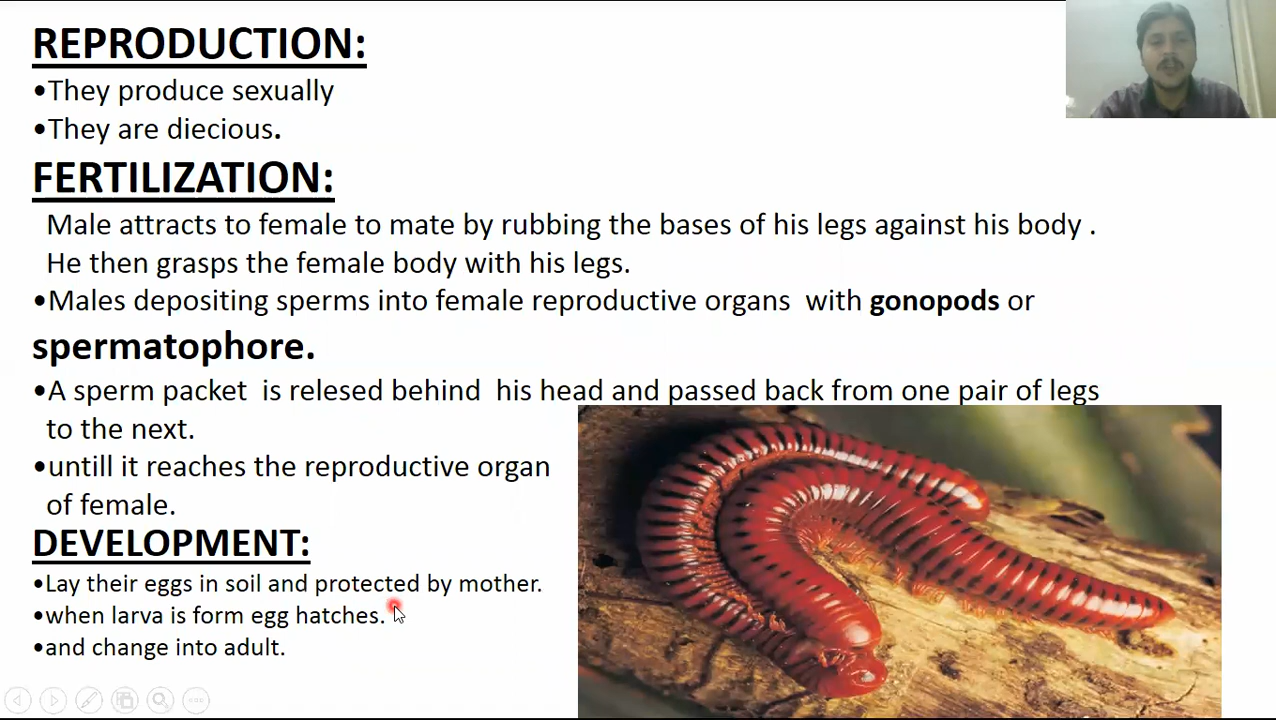 REPRODUCTION:
•They produce sexually
•They are diecious.
FERTILIZATION:
Male attracts to female to mate by rubbing the bases of his legs against his body .
He then grasps the female body with his legs.
•Males depositing sperms into female reproductive organs with gonopods or
spermatophore.
•A sperm packet is relesed behind his head and passed back from one pair of legs
to the next.
•untill it reaches the reproductive organ
of female.
DEVELOPMENT:
•Lay their eggs in soil and protected by mother.
•when larva is form egg hatches.
•and change into adult.